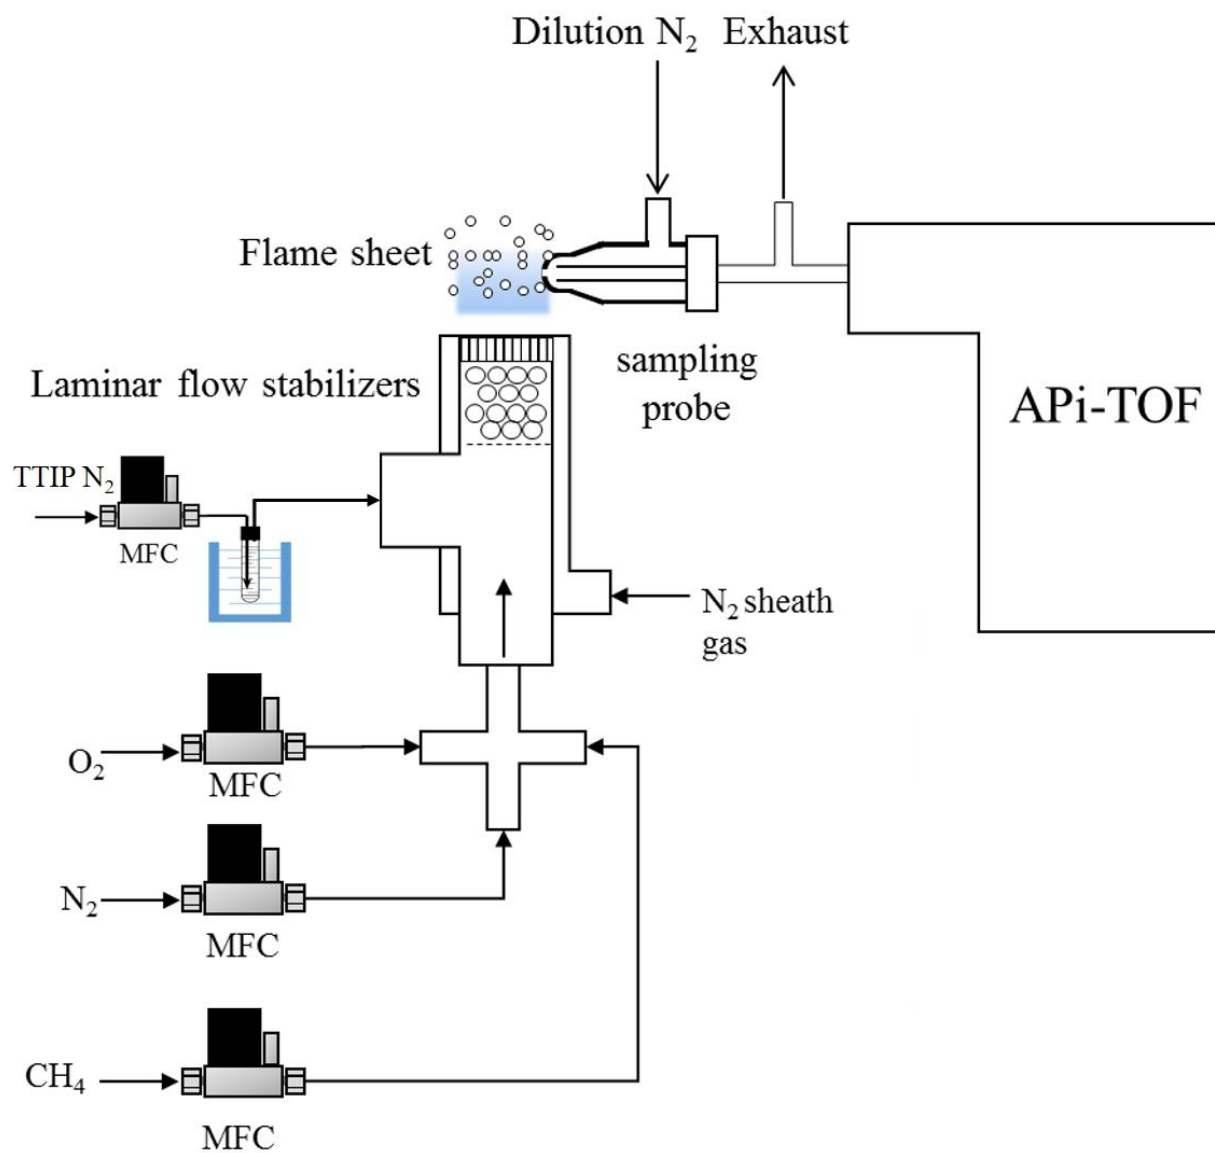 Dilution N₂ Exhaust
Flame sheet
sampling
probe
Laminar flow stabilizers
APi-TOF
TTIP N₂
MFC
N₂ sheath
gas
O₂
MFC
N₂
MFC
CH₄
MFC